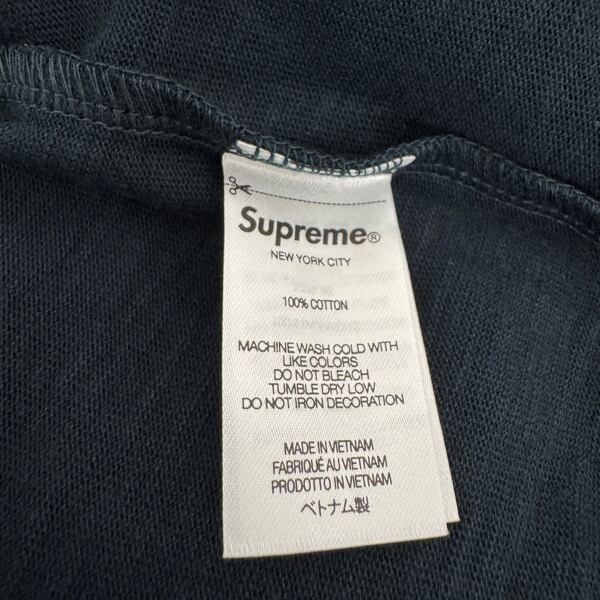 Supreme®
NEW YORK CITY
100% COTTON
MACHINE WASH COLD WITH
LIKE COLORS
DO NOT BLEACH
TUMBLE DRY LOW
DO NOT IRON DECORATION
MADE IN VIETNAM
FABRIQUÉ AU VIETNAM
PRODOTTO IN VIETNAM
ベトナム製